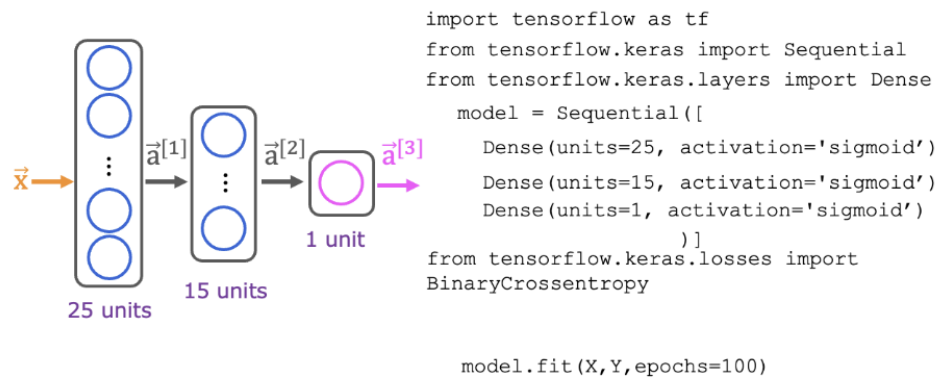 import tensorflow as tf
from tensorflow.keras import Sequential
from tensorflow.keras.layers import Dense
model = Sequential([
Dense(units=25, activation='sigmoid’)
Dense(units=15, activation='sigmoid’)
Dense(units=1, activation='sigmoid’)
)]
from tensorflow.keras.losses import
BinaryCrossentropy
model.fit(X,Y,epochs=100)
x⃗
a⃗[1]
a⃗[2]
a⃗[3]
25 units
15 units
1 unit